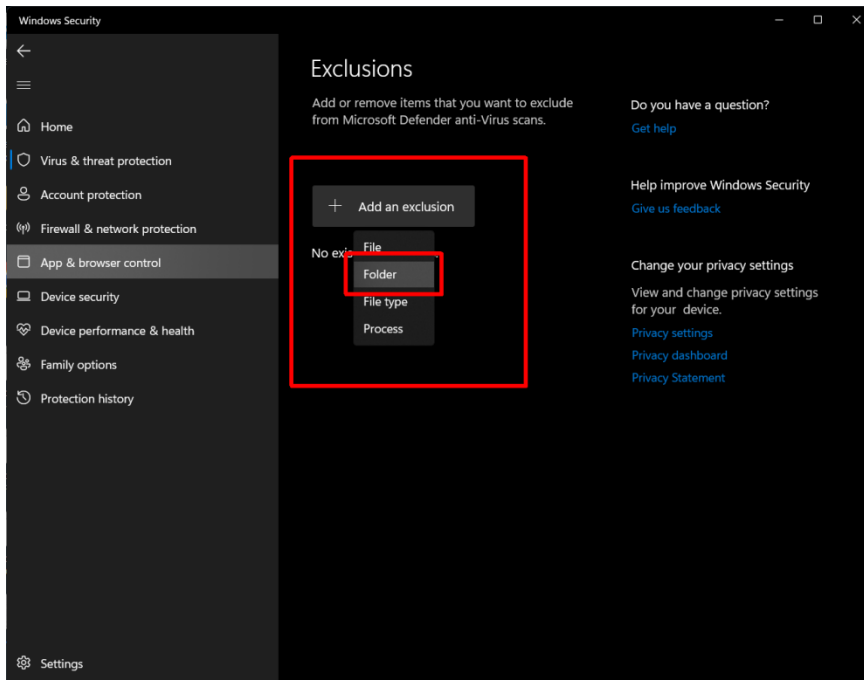 Windows Security
Home
Virus & threat protection
Account protection
Firewall & network protection
App & browser control
Device security
Device performance & health
Family options
Protection history
Settings
Exclusions
Add or remove items that you want to exclude
from Microsoft Defender anti-Virus scans.
Add an exclusion
No
File
Folder
File type
Process
Do you have a question?
Get help
Help improve Windows Security
Give us feedback
Change your privacy settings
View and change privacy settings
for your device.
Privacy settings
Privacy dashboard
Privacy Statement